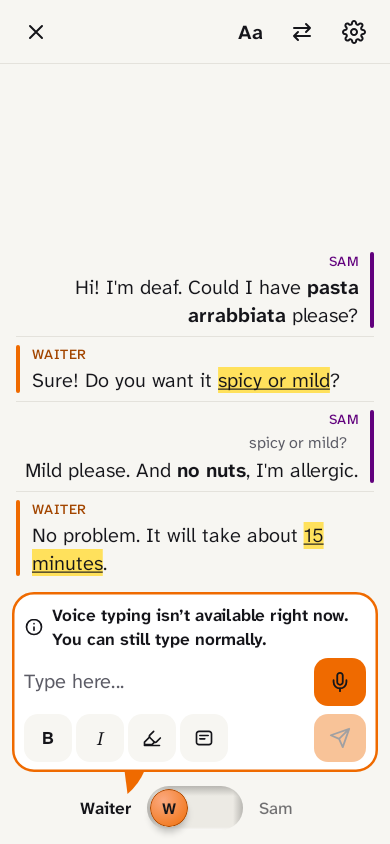 Aa
SAM
Hi! I'm deaf. Could I have pasta
arrabbiata please?
WAITER
Sure! Do you want it spicy or mild?
SAM
spicy or mild?
Mild please. And no nuts, I'm allergic.
WAITER
No problem. It will take about 15
minutes.
Voice typing isn’t available right now.
You can still type normally.
Type here...
B I
Waiter W Sam